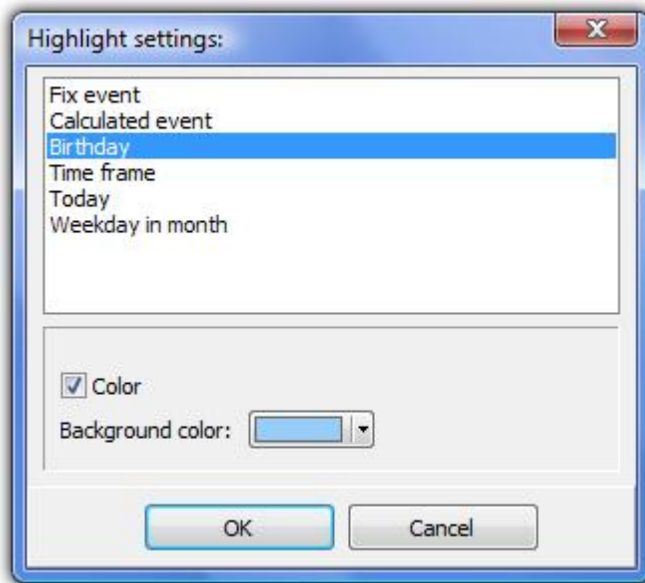 Highlight settings:
Fix event
Calculated event
Birthday
Time frame
Today
Weekday in month
Color
Background color:
OK Cancel